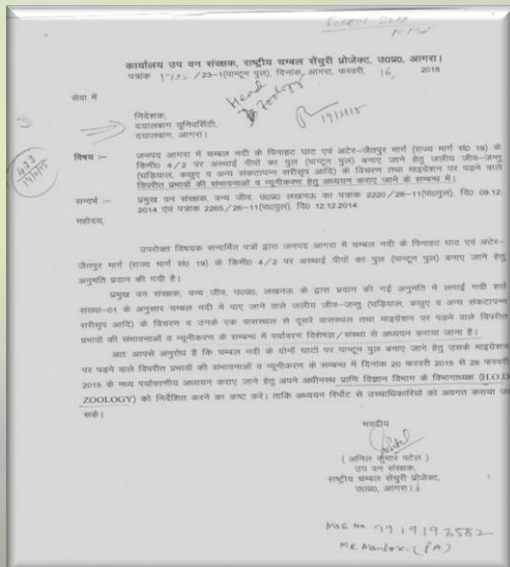 FOREST DEPT
कार्यालय उप वन संरक्षक, राष्ट्रीय चम्बल सेंचुरी प्रोजेक्ट, उ0प्र0, आगरा।
पत्रांक /23-1(पान्टून पुल), दिनांक, आगरा, फरवरी, 16, 2015
सेवा में
Head
Zoology
19/2/15
निदेशक,
दयालबाग यूनिवर्सिटी,
दयालबाग, आगरा।
विषय :- जनपद आगरा में चम्बल नदी के पिनाहट घाट एवं अटेर-जैतपुर मार्ग (राज्य मार्ग सं0 19) के
किमी0 4/2 पर अस्थाई पीपों का पुल (पान्टून पुल) बनाए जाने हेतु जलीय जीव-जन्तु
(घड़ियाल, कछुए व अन्य संकटापन्न सरीसृप आदि) के विचरण तथा माइग्रेशन पर पड़ने वाले
विपरीत प्रभावों की संभावनाओं व न्यूनीकरण हेतु अध्ययन कराए जाने के सम्बन्ध में।
सन्दर्भ :- प्रमुख वन संरक्षक, वन्य जीव, उ0प्र0 लखनऊ का पत्रांक 2220/26-11(पा0पुल), दि0 09.12.
2014 एवं पत्रांक 2265/26-11(पा0पुल), दि0 12.12.2014
महोदय,
उपरोक्त विषयक सन्दर्भित पत्रों द्वारा जनपद आगरा में चम्बल नदी के पिनाहट घाट एवं अटेर-
जैतपुर मार्ग (राज्य मार्ग सं0 19) के किमी0 4/2 पर अस्थाई पीपों का पुल (पान्टून पुल) बनाए जाने हेतु
अनुमति प्रदान की गयी है।
प्रमुख वन संरक्षक, वन्य जीव, उ0प्र0, लखनऊ के द्वारा प्रदान की गई अनुमति में लगाई गयी शर्त
संख्या-01 के अनुसार चम्बल नदी में पाए जाने वाले जलीय जीव-जन्तु (घड़ियाल, कछुए व अन्य संकटापन्न
सरीसृप आदि) के विचरण व उनके एक वासस्थल से दूसरे वासस्थल तथा माइग्रेशन पर पड़ने वाले विपरीत
प्रभावों की संभावनाओं व न्यूनीकरण के सम्बन्ध में पर्यावरण विशेषज्ञ/संस्था से अध्ययन कराया जाना है।
अतः आपसे अनुरोध है कि चम्बल नदी के दोनों घाटों पर पान्टून पुल बनाए जाने हेतु उसके माइग्रेशन
पर पड़ने वाले विपरीत प्रभावों की संभावनाओं व न्यूनीकरण के सम्बन्ध में दिनांक 20 फरवरी 2015 से 28 फरवरी
2015 के मध्य पर्यावरणीय अध्ययन कराए जाने हेतु अपने अधीनस्थ प्राणि विज्ञान विभाग के विभागाध्यक्ष (H.O.D.
ZOOLOGY) को निर्देशित करने का कष्ट करें। ताकि अध्ययन रिपोर्ट से उच्चाधिकारियों को अवगत कराया जा
सके।
भवदीय
(अनिल कुमार पटेल)
उप वन संरक्षक,
राष्ट्रीय चम्बल सेंचुरी प्रोजेक्ट,
उ0प्र0, आगरा।
MOB No 9919193582